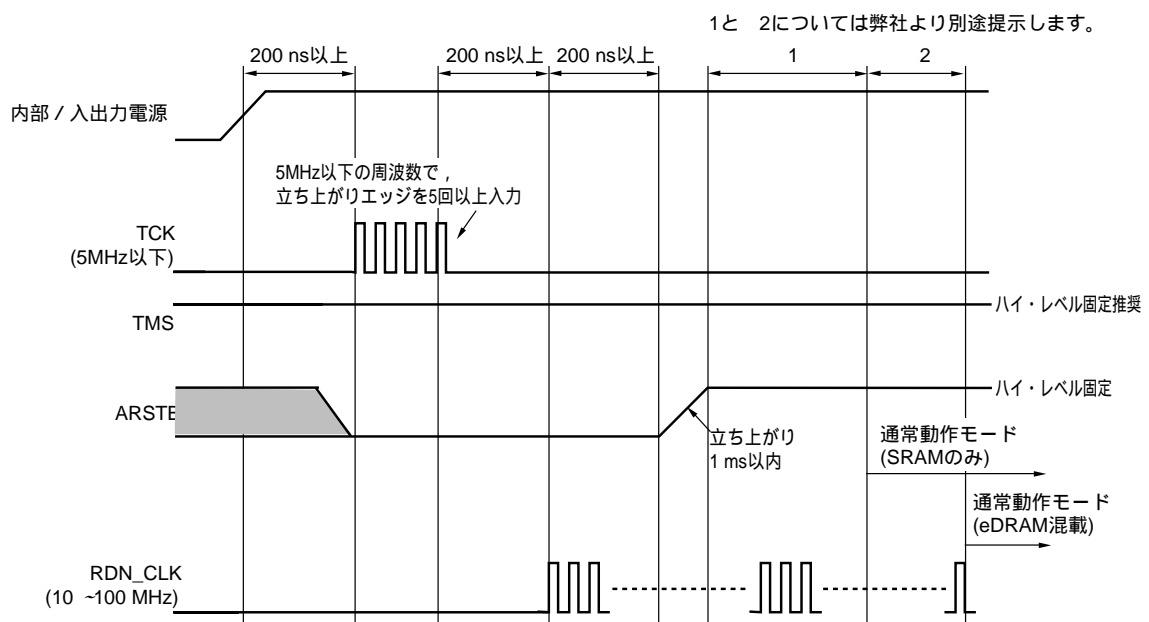 1と　2については弊社より別途提示します。
200 ns以上
200 ns以上
200 ns以上
1
2
内部 / 入出力電源
5MHz以下の周波数で，
立ち上がりエッジを5回以上入力
TCK
(5MHz以下)
TMS
ハイ・レベル固定推奨
ARSTB
ハイ・レベル固定
立ち上がり
1 ms以内
通常動作モード
(SRAMのみ)
通常動作モード
(eDRAM混載)
RDN_CLK
(10 ~100 MHz)